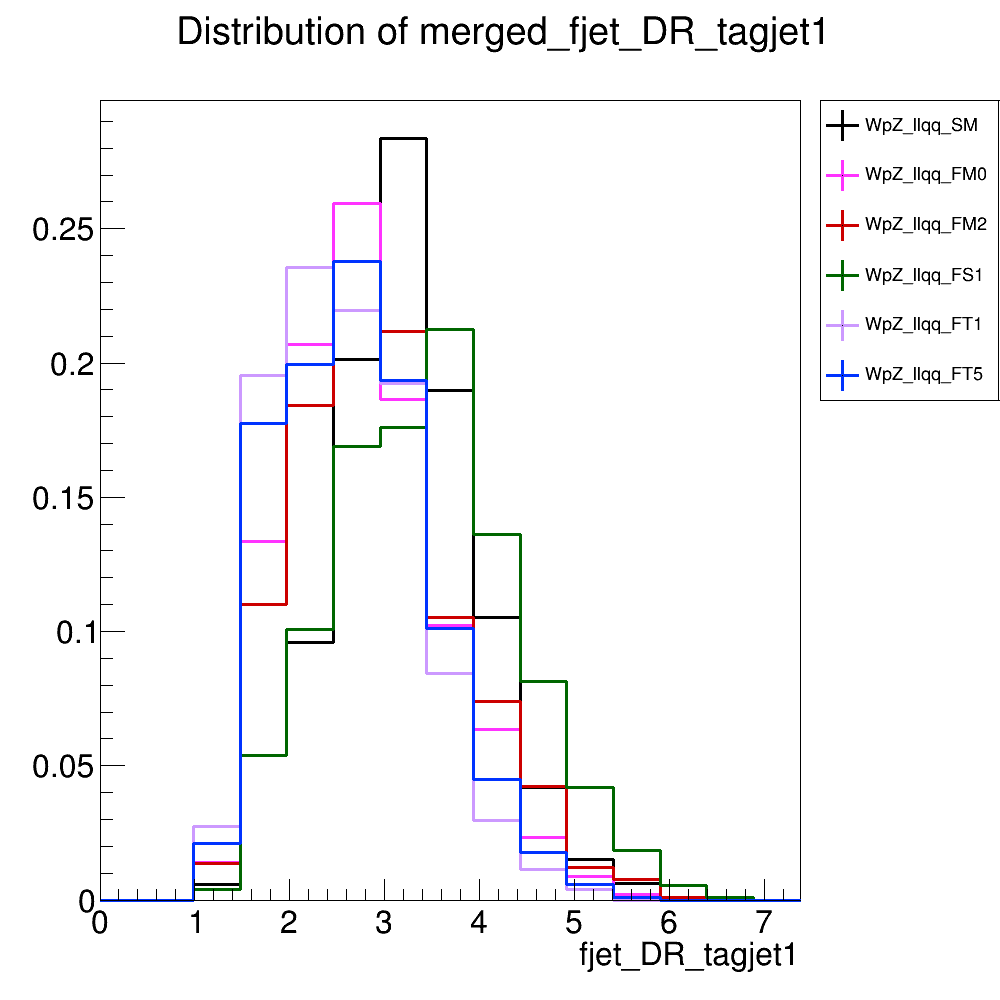 Distribution of merged_fjet_DR_tagjet1
WpZ_llqq_SM
WpZ_llqq_FM0
WpZ_llqq_FM2
WpZ_llqq_FS1
WpZ_llqq_FT1
WpZ_llqq_FT5
0.25
0.2
0.15
0.1
0.05
0
0 1 2 3 4 5 6 7
fjet_DR_tagjet1